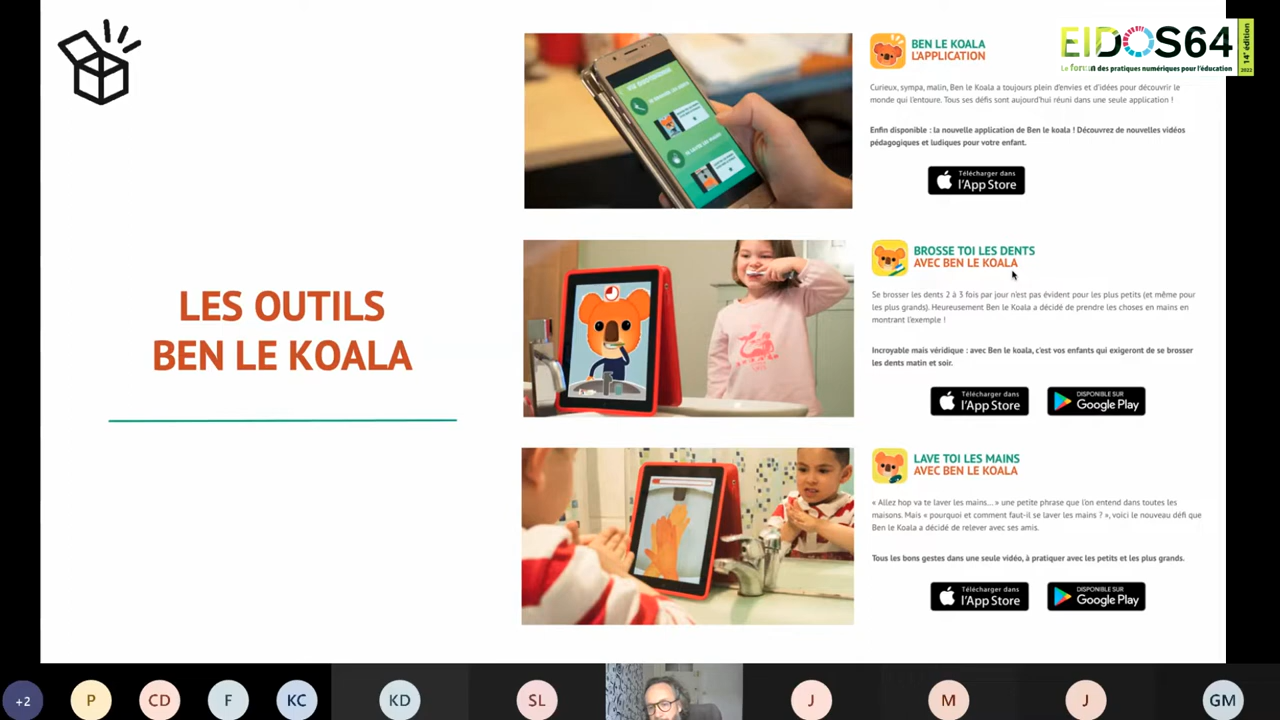 EIDOS64
Le forum des pratiques numériques pour l'éducation
14e édition
2022
LES OUTILS
BEN LE KOALA
BEN LE KOALA
L'APPLICATION
Curieux, sympa, malin, Ben le Koala a toujours plein d'envies et d'idées pour découvrir le
monde qui l'entoure. Tous ses défis sont aujourd'hui réuni dans une seule application !
Enfin disponible : la nouvelle application de Ben le koala ! Découvrez de nouvelles vidéos
pédagogiques et ludiques pour votre enfant.
Télécharger dans
l'App Store
BROSSE TOI LES DENTS
AVEC BEN LE KOALA
Se brosser les dents 2 à 3 fois par jour n'est pas évident pour les plus petits (et même pour
les plus grands). Heureusement Ben le Koala a décidé de prendre les choses en mains en
montrant l'exemple !
Incroyable mais véridique : avec Ben le koala, c'est vos enfants qui exigeront de se brosser
les dents matin et soir.
Télécharger dans
l'App Store
DISPONIBLE SUR
Google Play
LAVE TOI LES MAINS
AVEC BEN LE KOALA
« Allez hop va te laver les mains... » une petite phrase que l'on entend dans toutes les
maisons. Mais « pourquoi et comment faut-il se laver les mains ? », voici le nouveau défi que
Ben le Koala a décidé de relever avec ses amis.
Tous les bons gestes dans une seule vidéo, à pratiquer avec les petits et les plus grands.
Télécharger dans
l'App Store
DISPONIBLE SUR
Google Play
+2
P
CD
F
KC
KD
SL
J
M
J
GM